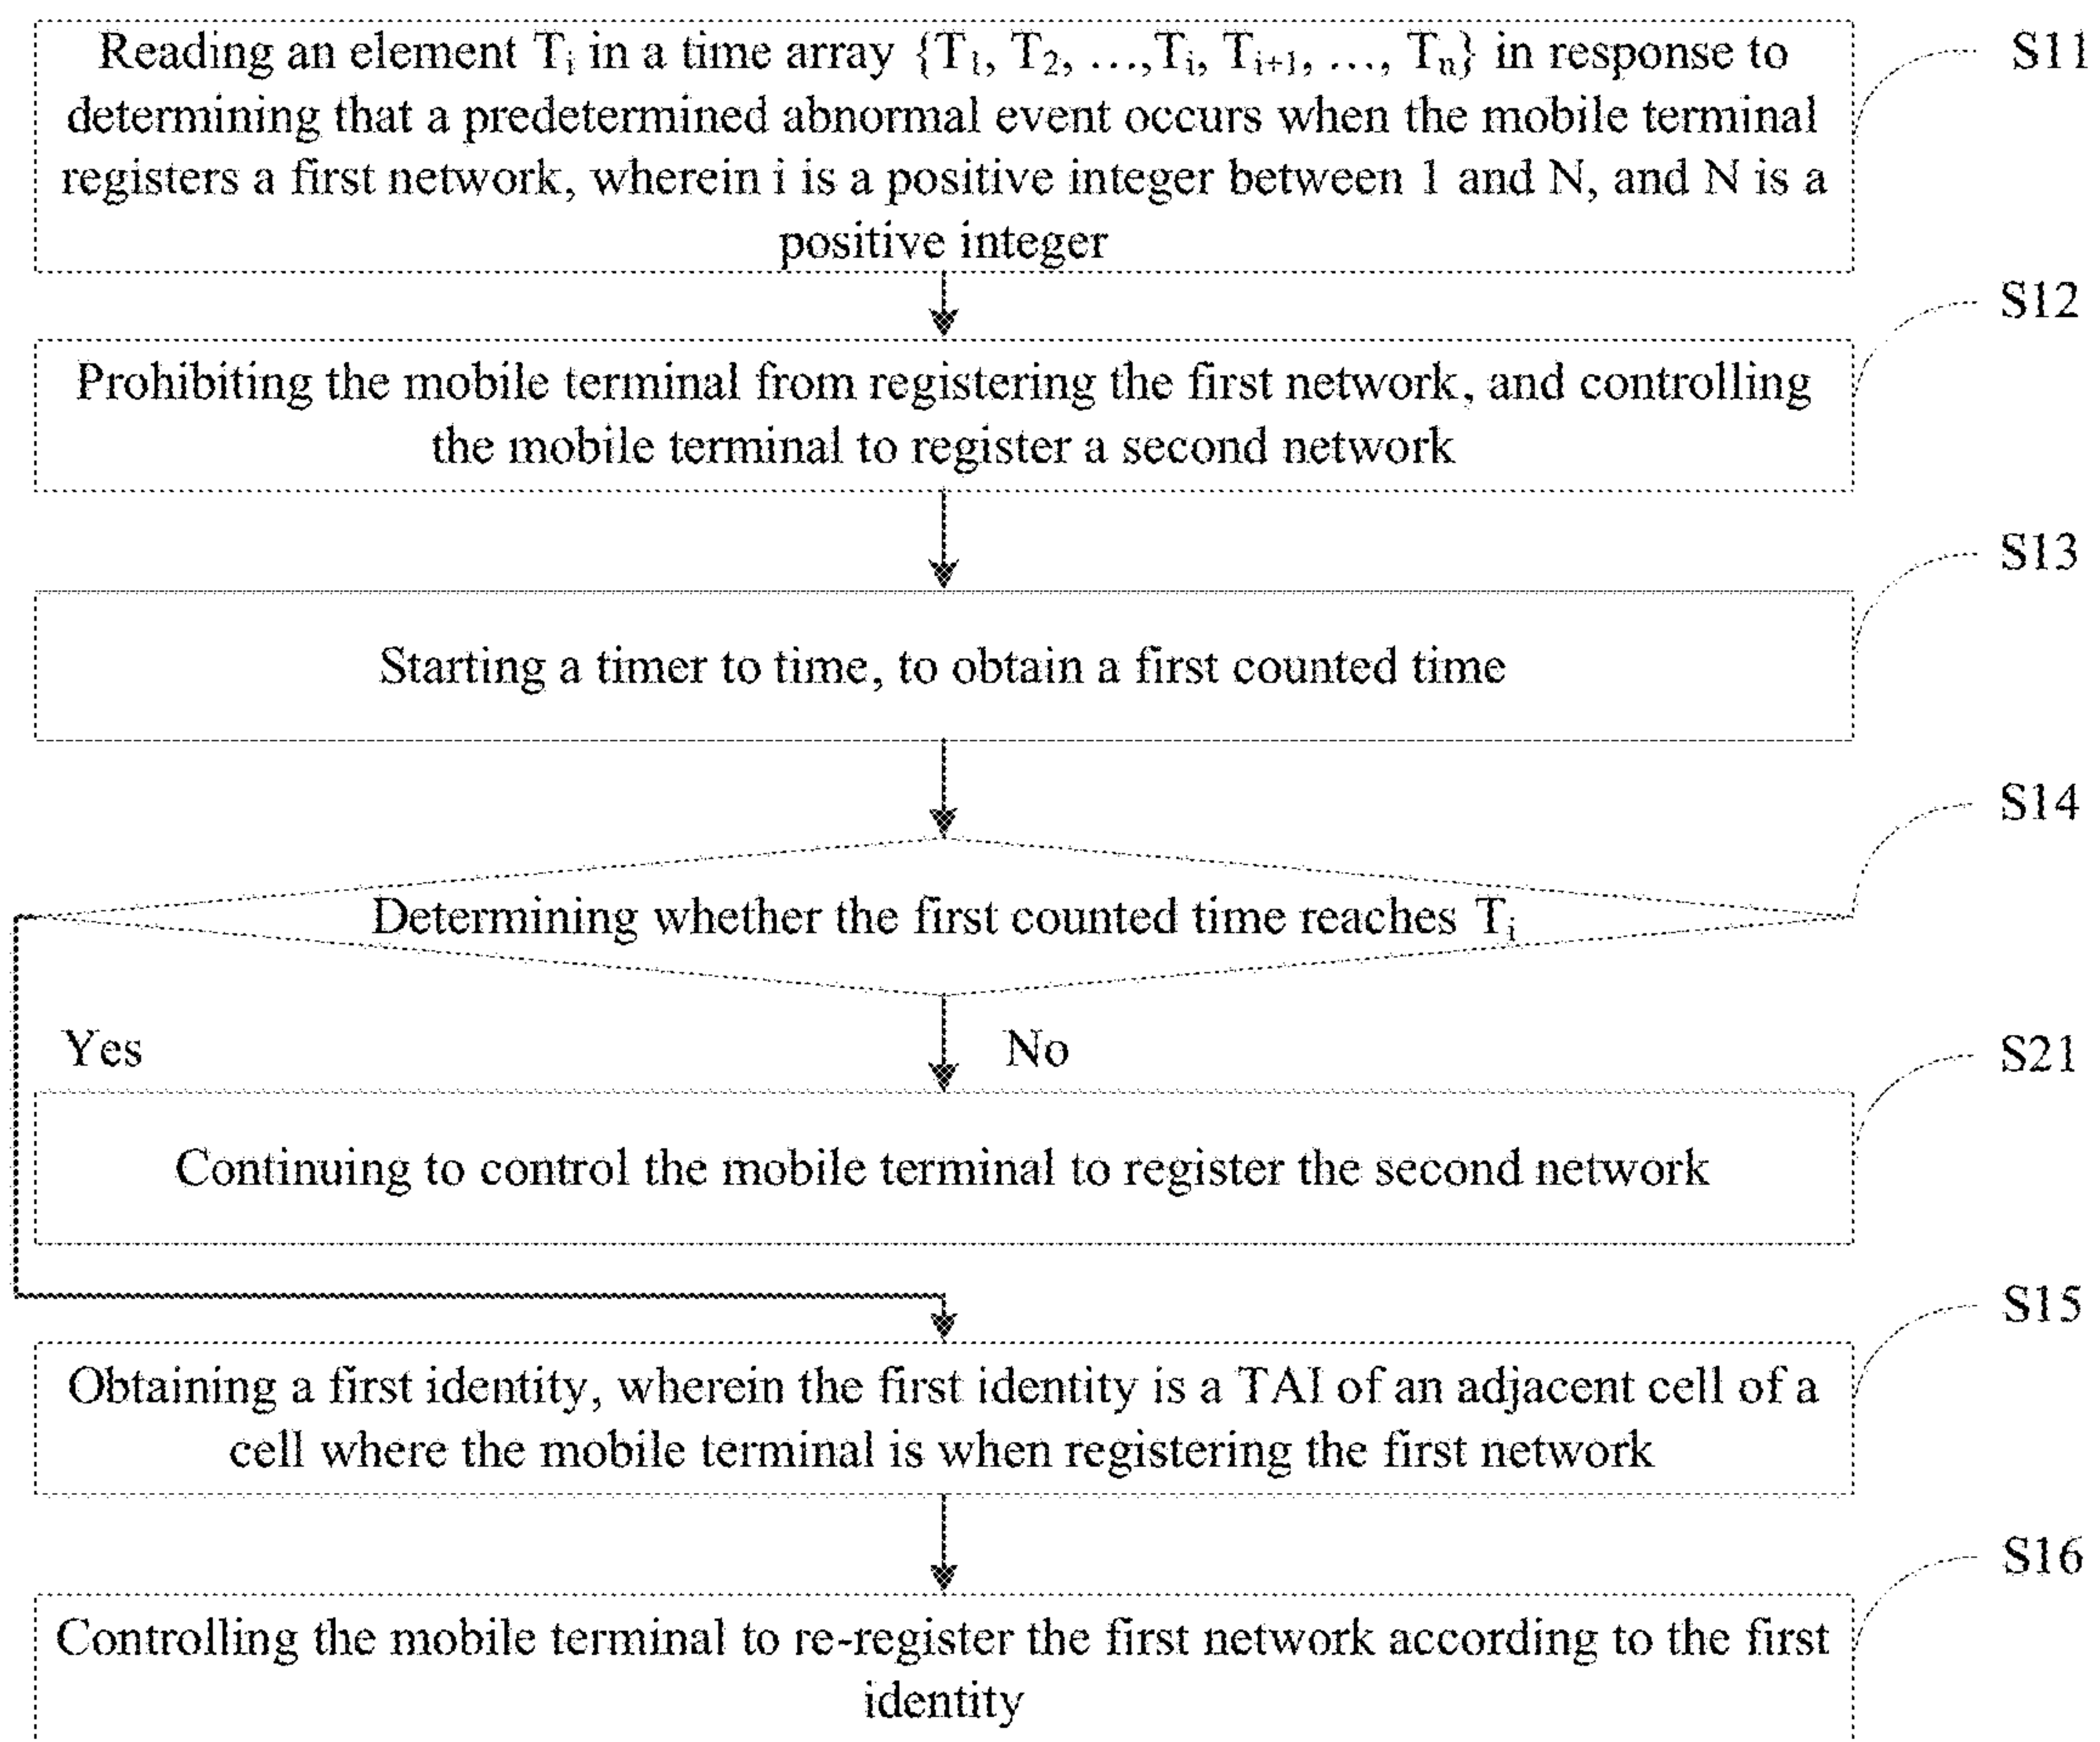 Reading an element Tᵢ in a time array {T₁, T₂, ...,Tᵢ, Tᵢ₊₁, ..., Tₙ} in response to
S11
determining that a predetermined abnormal event occurs when the mobile terminal
registers a first network, wherein i is a positive integer between 1 and N, and N is a
positive integer
S12
Prohibiting the mobile terminal from registering the first network, and controlling
the mobile terminal to register a second network
S13
Starting a timer to time, to obtain a first counted time
S14
Determining whether the first counted time reaches Tᵢ
Yes
No
S21
Continuing to control the mobile terminal to register the second network
S15
Obtaining a first identity, wherein the first identity is a TAI of an adjacent cell of a
cell where the mobile terminal is when registering the first network
S16
Controlling the mobile terminal to re-register the first network according to the first
identity